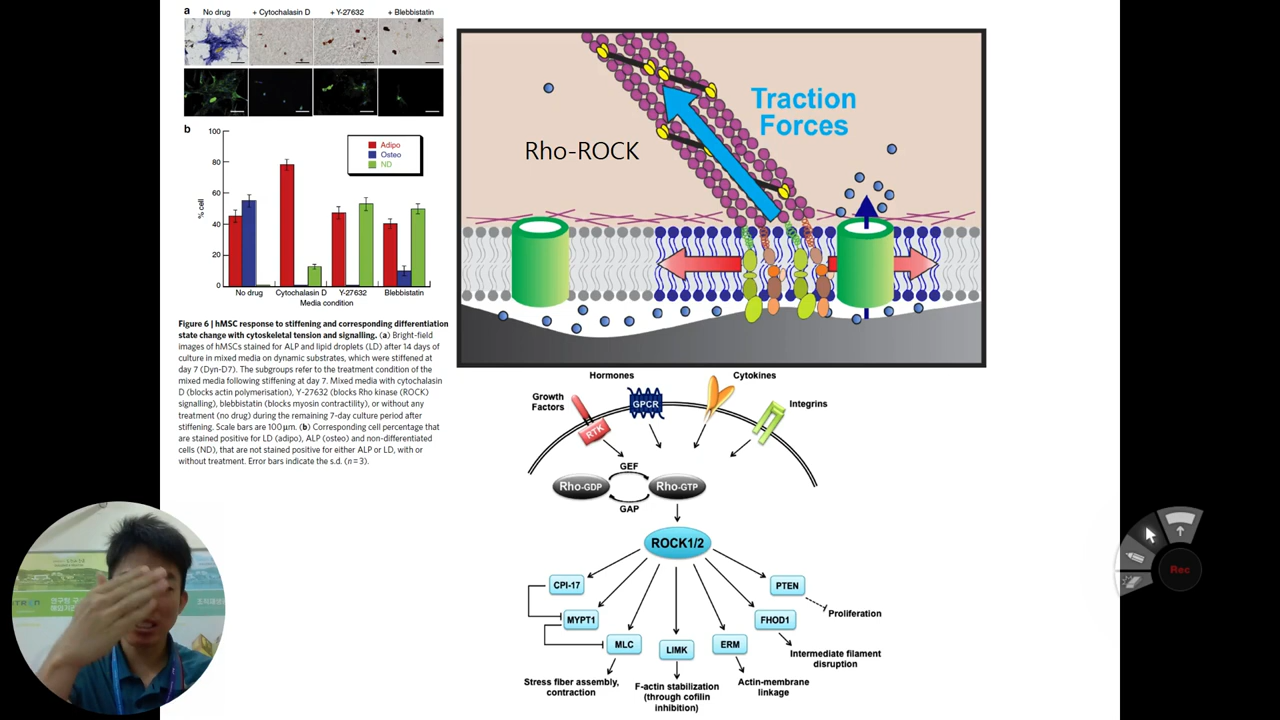 a
No drug
+ Cytochalasin D
+ Y-27632
+ Blebbistatin
b
100
80
60
40
20
0
% cell
Adipo
Osteo
ND
No drug
Cytochalasin D
Y-27632
Blebbistatin
Media condition
Figure 6 | hMSC response to stiffening and corresponding differentiation
state change with cytoskeletal tension and signalling. (a) Bright-field
images of hMSCs stained for ALP and lipid droplets (LD) after 14 days of
culture in mixed media on dynamic substrates, which were stiffened at
day 7 (Dyn-D7). The subgroups refer to the treatment condition of the
mixed media following stiffening at day 7. Mixed media with cytochalasin
D (blocks actin polymerisation), Y-27632 (blocks Rho kinase (ROCK)
signalling), blebbistatin (blocks myosin contractility), or without any
treatment (no drug) during the remaining 7-day culture period after
stiffening. Scale bars are 100 μm. (b) Corresponding cell percentage that
are stained positive for LD (adipo), ALP (osteo) and non-differentiated
cells (ND), that are not stained positive for either ALP or LD, with or
without treatment. Error bars indicate the s.d. (n = 3).
Traction
Forces
Rho-ROCK
Hormones
Cytokines
Growth
Factors
GPCR
Integrins
RTK
GEF
Rho-GDP
Rho-GTP
GAP
ROCK1/2
CPI-17
PTEN
MYPT1
FHOD1
Proliferation
MLC
LIMK
ERM
Intermediate filament
disruption
Stress fiber assembly,
contraction
F-actin stabilization
(through cofilin
inhibition)
Actin-membrane
linkage
Rec